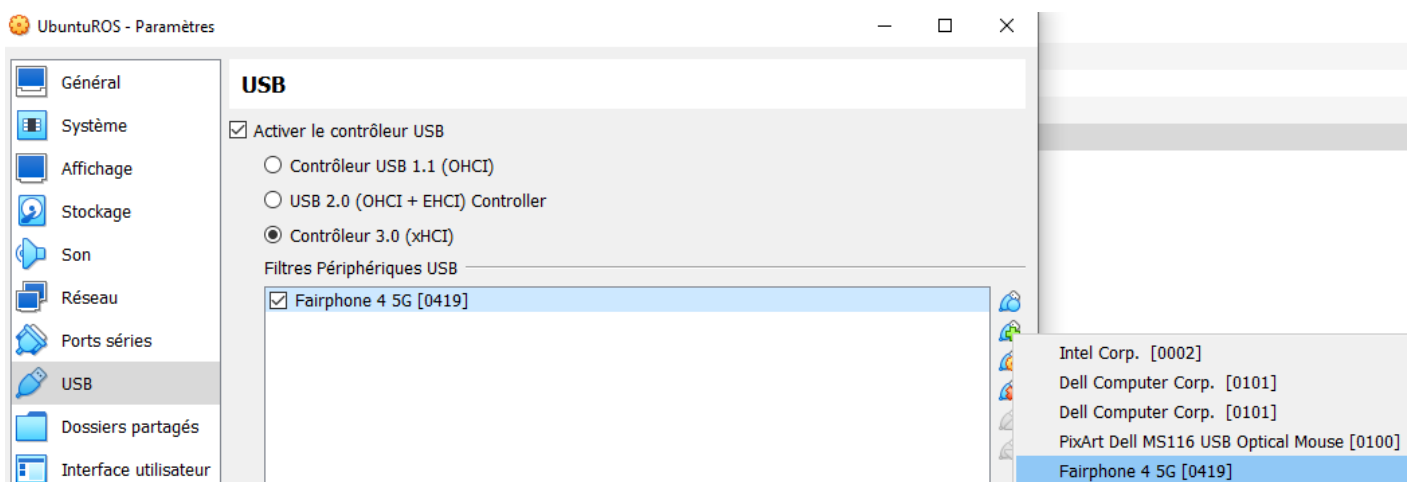 UbuntuROS - Paramètres
Général
Système
Affichage
Stockage
Son
Réseau
Ports séries
USB
Dossiers partagés
Interface utilisateur
USB
Activer le contrôleur USB
Contrôleur USB 1.1 (OHCI)
USB 2.0 (OHCI + EHCI) Controller
Contrôleur 3.0 (xHCI)
Filtres Périphériques USB
Fairphone 4 5G [0419]
Intel Corp. [0002]
Dell Computer Corp. [0101]
Dell Computer Corp. [0101]
PixArt Dell MS116 USB Optical Mouse [0100]
Fairphone 4 5G [0419]